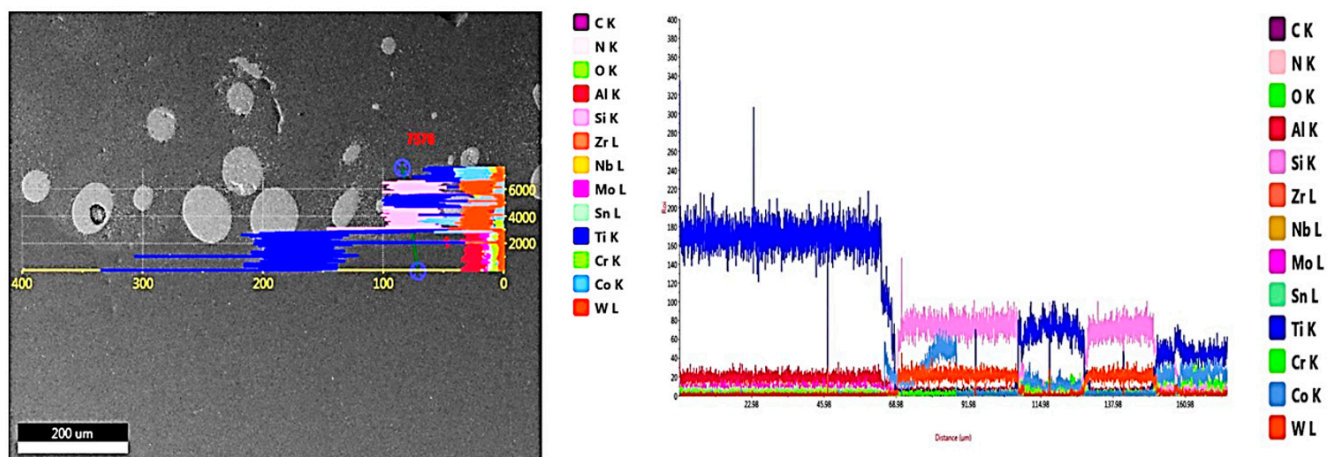 7578
6000
4000
2000
400 300 200 100 0
200 um
C K
N K
O K
Al K
Si K
Zr L
Nb L
Mo L
Sn L
Ti K
Cr K
Co K
W L
400
380
360
340
320
300
280
260
240
220
200
180
160
140
120
100
80
60
40
20
0
22.98 45.98 68.98 91.98 114.98 137.98 160.98
Distance (µm)
C K
N K
O K
Al K
Si K
Zr L
Nb L
Mo L
Sn L
Ti K
Cr K
Co K
W L